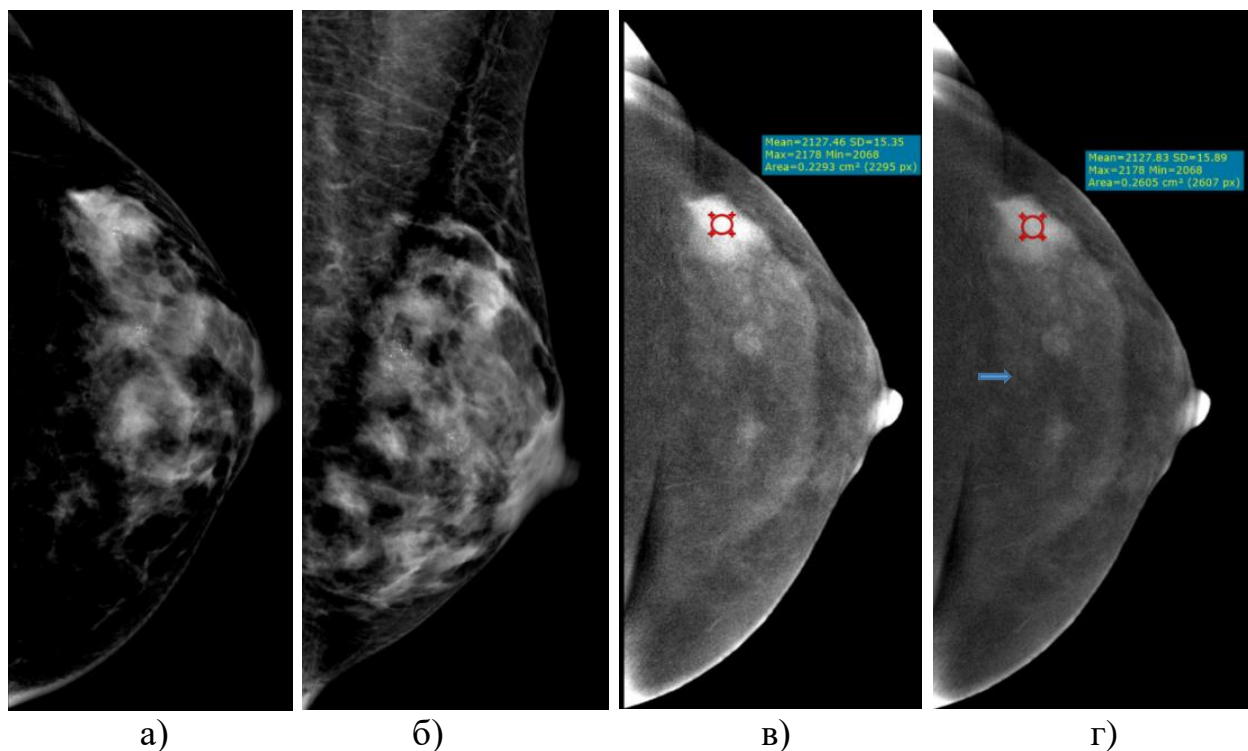 Mean=2127.46 SD=15.35
Max=2178 Min=2068
Area=0.2293 cm² (2295 px)
Mean=2127.83 SD=15.89
Max=2178 Min=2068
Area=0.2605 cm² (2607 px)
а)
б)
в)
г)